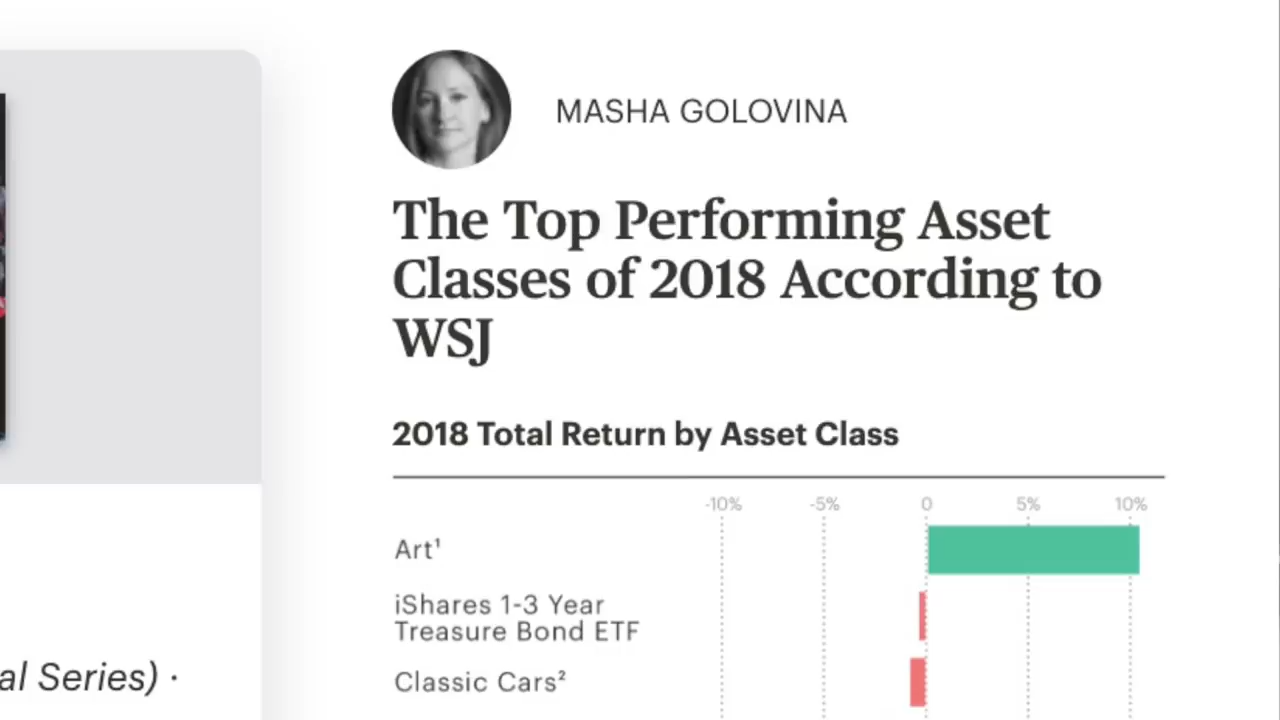 MASHA GOLOVINA
The Top Performing Asset
Classes of 2018 According to
WSJ
2018 Total Return by Asset Class
-10% -5% 0 5% 10%
Art¹
iShares 1-3 Year
Treasure Bond ETF
Classic Cars²
al Series) ·